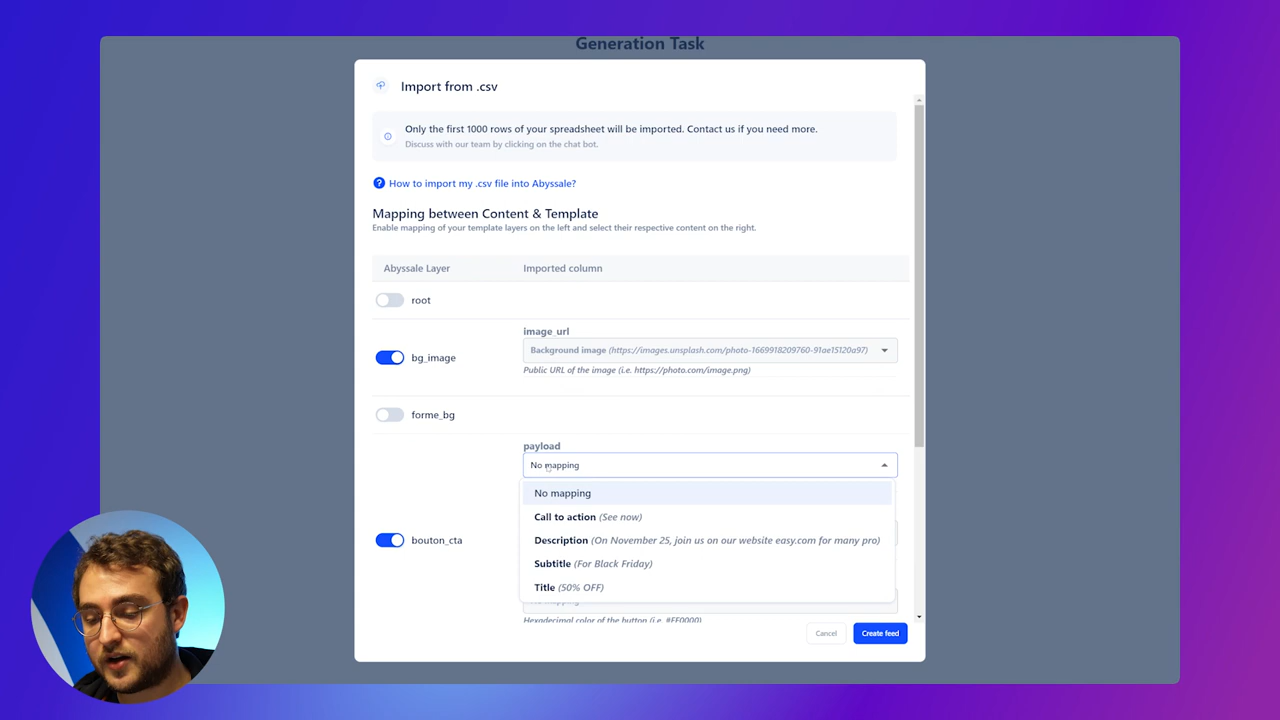 Generation Task
Import from .csv
Only the first 1000 rows of your spreadsheet will be imported. Contact us if you need more.
Discuss with our team by clicking on the chat bot.
How to import my .csv file into Abyssale?
Mapping between Content & Template
Enable mapping of your template layers on the left and select their respective content on the right.
Abyssale Layer Imported column
root
image_url
bg_image Background image (https://images.unsplash.com/photo-1669918209760-91ae15120a97)
Public URL of the image (i.e. https://photo.com/image.png)
forme_bg
payload
No mapping
No mapping
Call to action (See now)
bouton_cta Description (On November 25, join us on our website easy.com for many pro)
Subtitle (For Black Friday)
Title (50% OFF)
No mapping
Hexadecimal color of the button (i.e. #FF0000)
Cancel Create feed